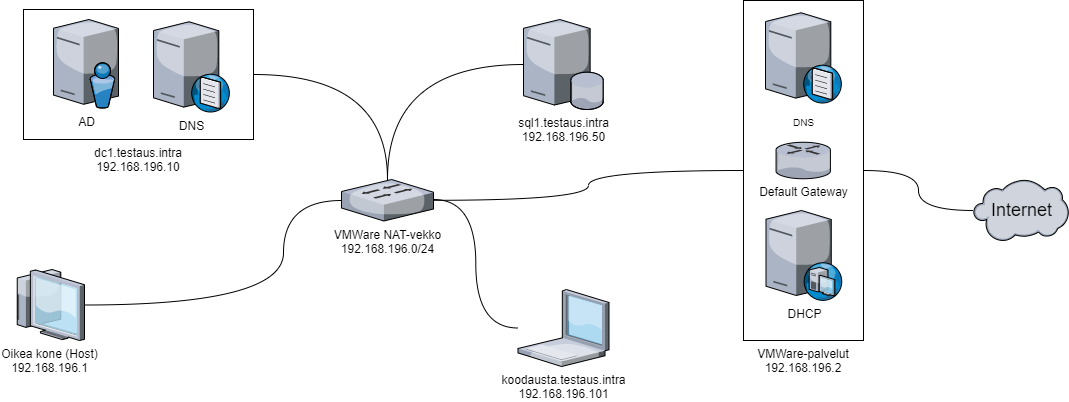 AD
DNS
dc1.testaus.intra
192.168.196.10
sql1.testaus.intra
192.168.196.50
DNS
Default Gateway
DHCP
VMWare-palvelut
192.168.196.2
Internet
VMWare NAT-vekko
192.168.196.0/24
Oikea kone (Host)
192.168.196.1
koodausta.testaus.intra
192.168.196.101